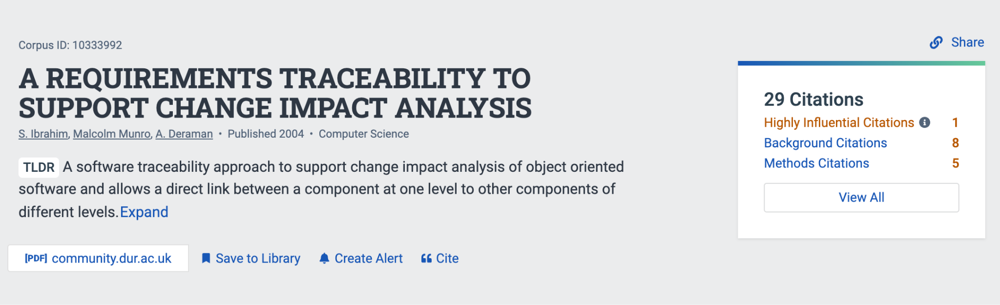 Corpus ID: 10333992
Share
A REQUIREMENTS TRACEABILITY TO
SUPPORT CHANGE IMPACT ANALYSIS
S. Ibrahim, Malcolm Munro, A. Deraman • Published 2004 • Computer Science
TLDR A software traceability approach to support change impact analysis of object oriented
software and allows a direct link between a component at one level to other components of
different levels. Expand
[PDF] community.dur.ac.uk
Save to Library
Create Alert
Cite
29 Citations
Highly Influential Citations 1
Background Citations 8
Methods Citations 5
View All